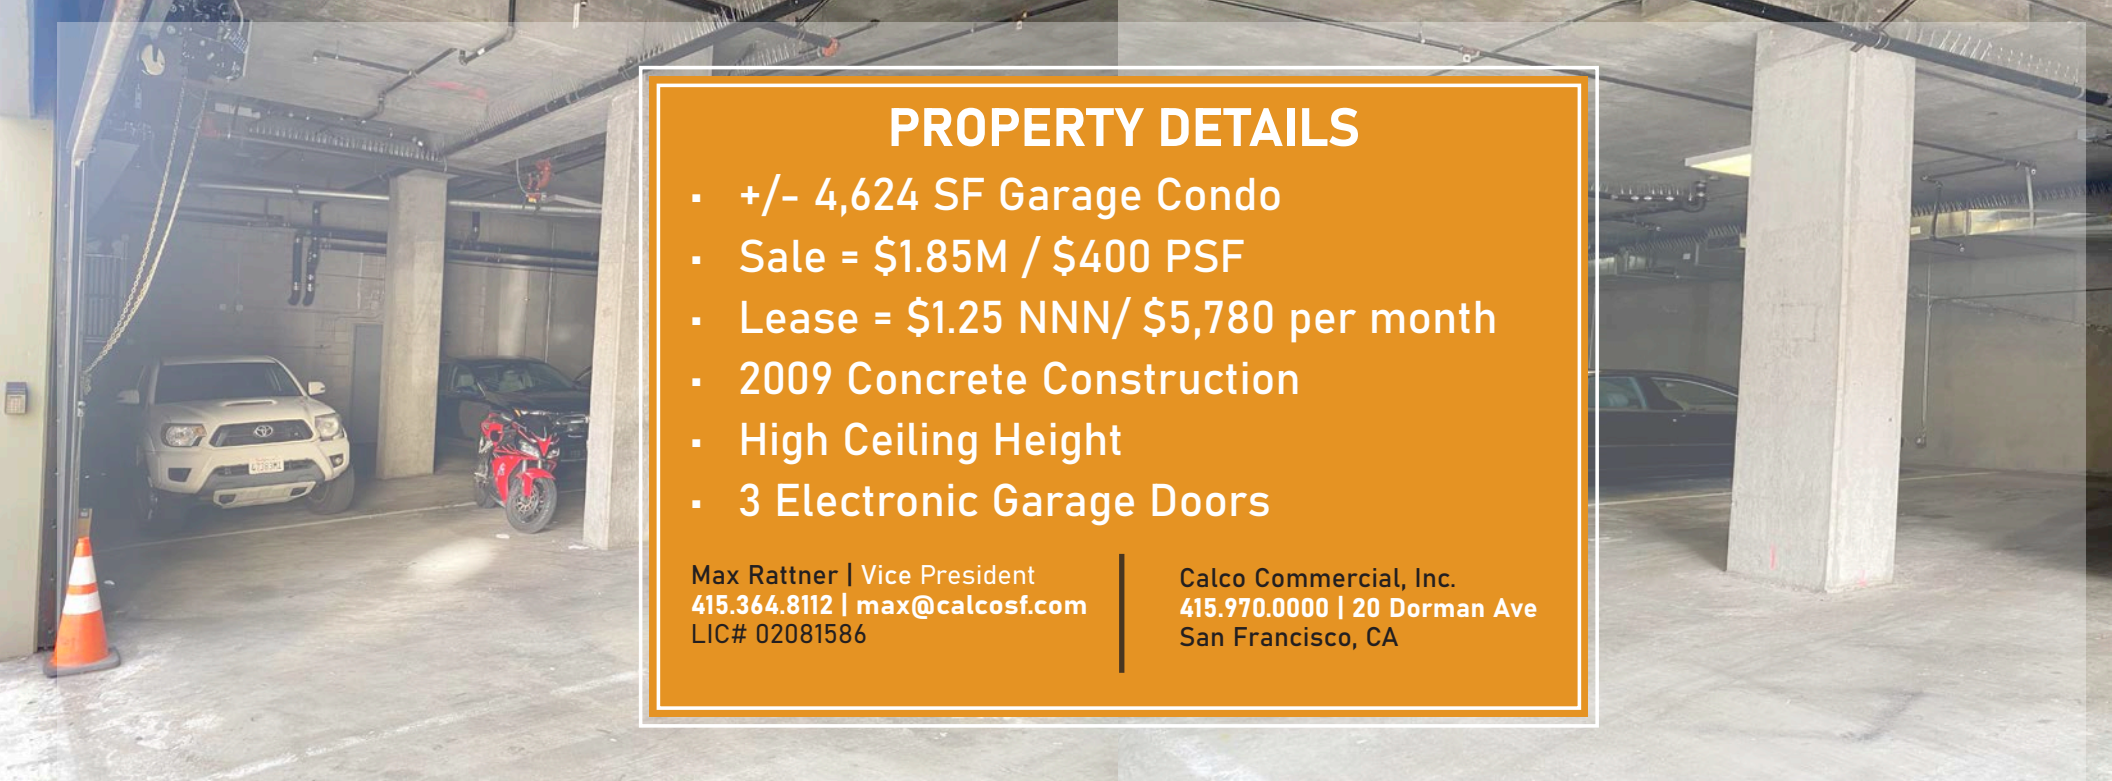 PROPERTY DETAILS
▪ +/- 4,624 SF Garage Condo
▪ Sale = $1.85M / $400 PSF
▪ Lease = $1.25 NNN/ $5,780 per month
▪ 2009 Concrete Construction
▪ High Ceiling Height
▪ 3 Electronic Garage Doors
Max Rattner | Vice President
415.364.8112 | max@calcosf.com
LIC# 02081586
Calco Commercial, Inc.
415.970.0000 | 20 Dorman Ave
San Francisco, CA